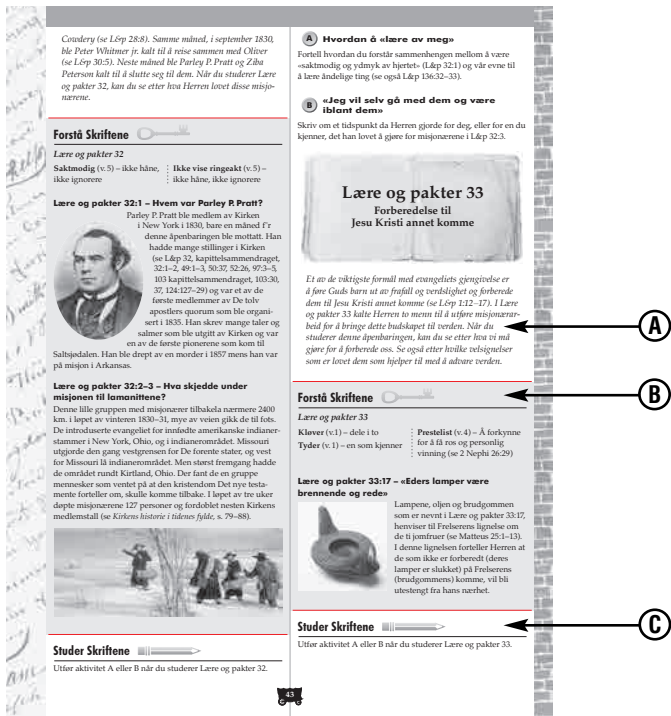 Cowdery (se L&p 28:8). Samme måned, i september 1830,
ble Peter Whitmer jr. kalt til å reise sammen med Oliver
(se L&p 30:5). Neste måned ble Parley P. Pratt og Ziba
Peterson kalt til å slutte seg til dem. Når du studerer Lære
og pakter 32, kan du se etter hva Herren lovet disse misjo-
nærene.
Forstå Skriftene
Lære og pakter 32
Saktmodig (v. 5) – ikke håne,
ikke ignorere
Ikke vise ringeakt (v. 5) –
ikke håne, ikke ignorere
Lære og pakter 32:1 – Hvem var Parley P. Pratt?
Parley P. Pratt ble medlem av Kirken
i New York i 1830, bare en måned f'r
denne åpenbaringen ble mottatt. Han
hadde mange stillinger i Kirken
(se L&p 32, kapittelsammendraget,
32:1–2, 49:1–3, 50:37, 52:26, 97:3–5,
103 kapittelsammendraget, 103:30,
37, 124:127–29) og var et av de
første medlemmer av De tolv
apostlers quorum som ble organi-
sert i 1835. Han skrev mange taler og
salmer som ble utgitt av Kirken og var
en av de første pionerene som kom til
Saltsjødalen. Han ble drept av en morder i 1857 mens han var
på misjon i Arkansas.
Lære og pakter 32:2–3 – Hva skjedde under
misjonen til lamanittene?
Denne lille gruppen med misjonærer tilbakela nærmere 2400
km. i løpet av vinteren 1830–31, mye av veien gikk de til fots.
De introduserte evangeliet for innfødte amerikanske indianer-
stammer i New York, Ohio, og i indianerområdet. Missouri
utgjorde den gang vestgrensen for De forente stater, og vest
for Missouri lå indianerområdet. Men størst fremgang hadde
de området rundt Kirtland, Ohio. Der fant de en gruppe
mennesker som ventet på at den kristendom Det nye testa-
mente forteller om, skulle komme tilbake. I løpet av tre uker
døpte misjonærene 127 personer og fordoblet nesten Kirkens
medlemstall (se Kirkens historie i tidenes fylde, s. 79–88).
Studer Skriftene
Utfør aktivitet A eller B når du studerer Lære og pakter 32.
A Hvordan å «lære av meg»
Fortell hvordan du forstår sammenhengen mellom å være
«saktmodig og ydmyk av hjertet» (L&p 32:1) og vår evne til
å lære åndelige ting (se også L&p 136:32–33).
B «Jeg vil selv gå med dem og være
iblant dem»
Skriv om et tidspunkt da Herren gjorde for deg, eller for en du
kjenner, det han lovet å gjøre for misjonærene i L&p 32:3.
Lære og pakter 33
Forberedelse til
Jesu Kristi annet komme
Et av de viktigste formål med evangeliets gjengivelse er
å føre Guds barn ut av frafall og verdslighet og forberede
dem til Jesu Kristi annet komme (se L&p 1:12–17). I Lære
og pakter 33 kalte Herren to menn til å utføre misjonærar-
beid for å bringe dette budskapet til verden. Når du
studerer denne åpenbaringen, kan du se etter hva vi må
gjøre for å forberede oss. Se også etter hvilke velsignelser
som er lovet dem som hjelper til med å advare verden.
A
Forstå Skriftene
B
Lære og pakter 33
Kløver (v.1) – dele i to
Tyder (v. 1) – en som kjenner
Prestelist (v. 4) – Å forkynne
for å få ros og personlig
vinning (se 2 Nephi 26:29)
Lære og pakter 33:17 – «Eders lamper være
brennende og rede»
Lampene, oljen og brudgommen
som er nevnt i Lære og pakter 33:17,
henviser til Frelserens lignelse om
de ti jomfruer (se Matteus 25:1–13).
I denne lignelsen forteller Herren at
de som ikke er forberedt (deres
lamper er slukket) på Frelserens
(brudgommens) komme, vil bli
utestengt fra hans nærhet.
Studer Skriftene
C
Utfør aktivitet A eller B når du studerer Lære og pakter 33.
43